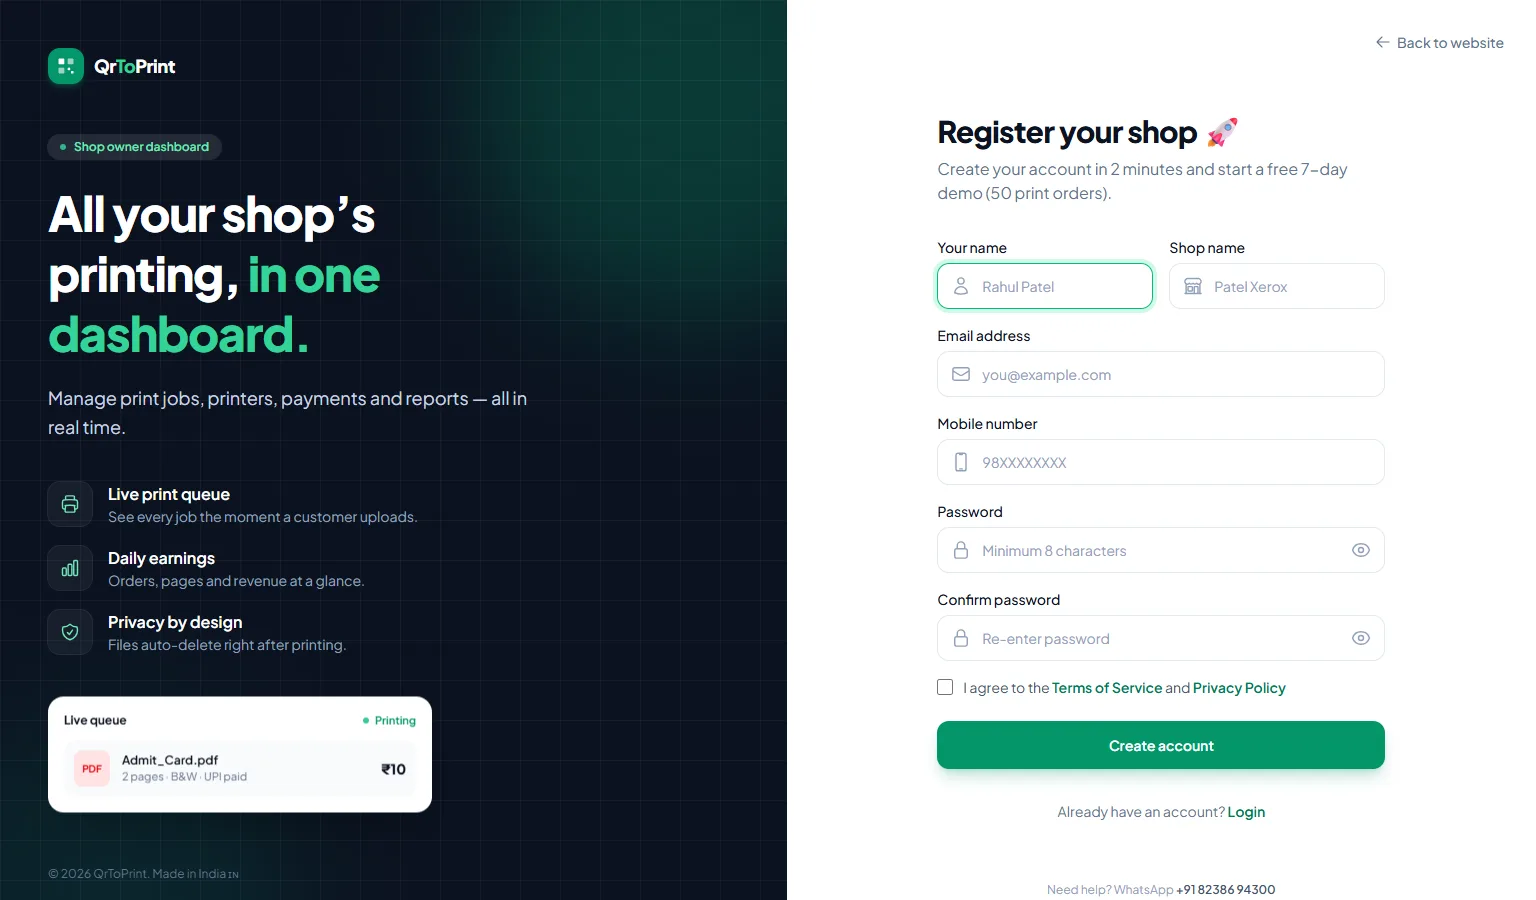 QrToPrint
Shop owner dashboard
All your shop's
printing, in one
dashboard.
Manage print jobs, printers, payments and reports — all in
real time.
Live print queue
See every job the moment a customer uploads.
Daily earnings
Orders, pages and revenue at a glance.
Privacy by design
Files auto-delete right after printing.
Live queue
Printing
PDF
Admit_Card.pdf
2 pages · B&W · UPI paid
₹10
© 2026 QrToPrint. Made in India IN
← Back to website
Register your shop 🚀
Create your account in 2 minutes and start a free 7-day
demo (50 print orders).
Your name
Shop name
Rahul Patel
Patel Xerox
Email address
you@example.com
Mobile number
98XXXXXXXX
Password
Minimum 8 characters
Confirm password
Re-enter password
I agree to the Terms of Service and Privacy Policy
Create account
Already have an account? Login
Need help? WhatsApp +91 82386 94300